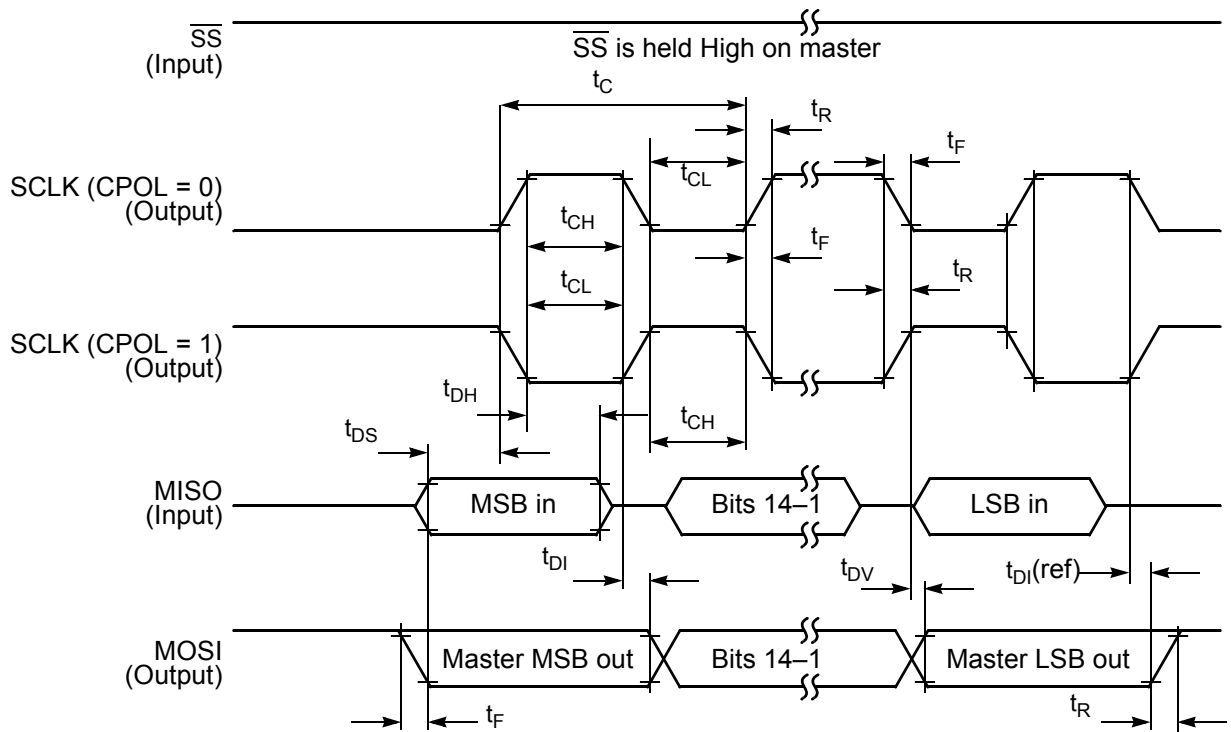 SS
(Input)
SS is held High on master
tC
tR
tF
SCLK (CPOL = 0)
(Output)
tCL
tCH
tF
tCL
tR
SCLK (CPOL = 1)
(Output)
tDH
tCH
tDS
MISO
(Input)
MSB in
Bits 14–1
LSB in
tDI
tDV
tDI(ref)
MOSI
(Output)
Master MSB out
Bits 14–1
Master LSB out
tF
tR